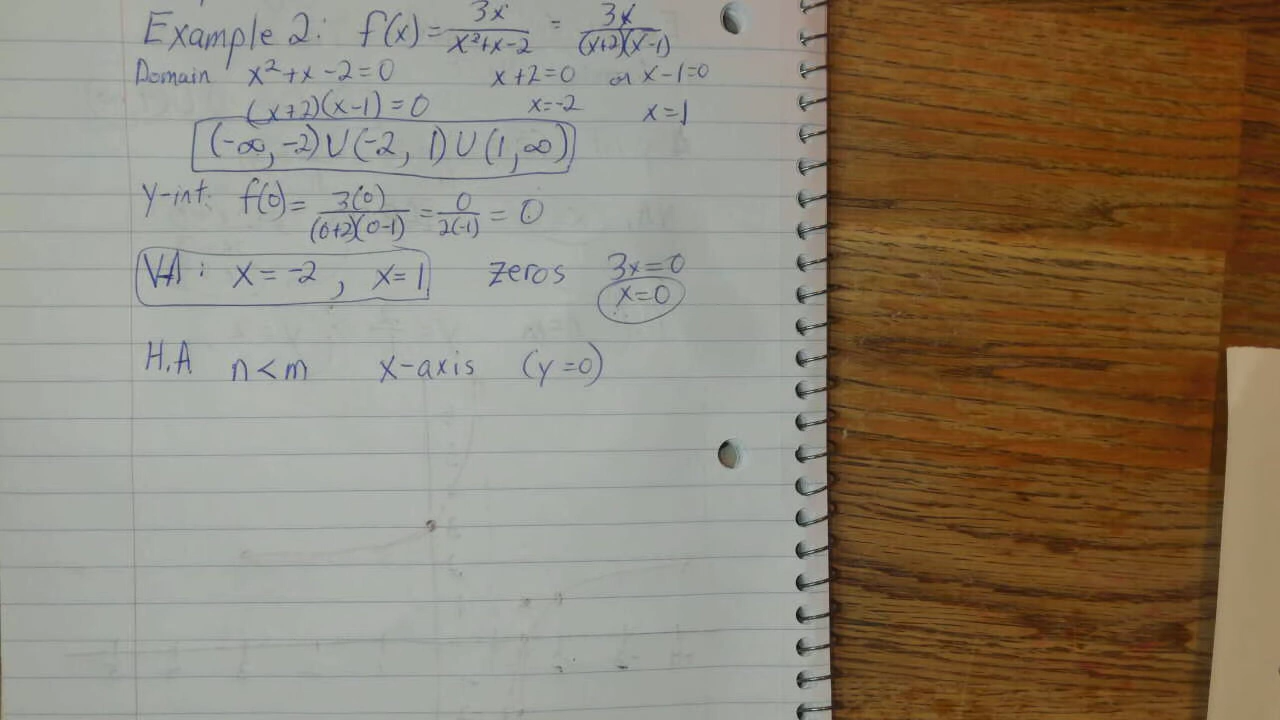 Example 2: f(x) = 3x/(x²+x-2) = 3x/((x+2)(x-1))
Domain x²+x-2=0 x+2=0 or x-1=0
(x+2)(x-1)=0 x=-2 x=1
(-∞,-2)∪(-2, 1)∪(1,∞)
Y-int: f(0)= 3(0)/((0+2)(0-1)) = 0/(2(-1)) = 0
VA: x=-2, x=1 zeros 3x=0
x=0
H.A n<m x-axis (y=0)